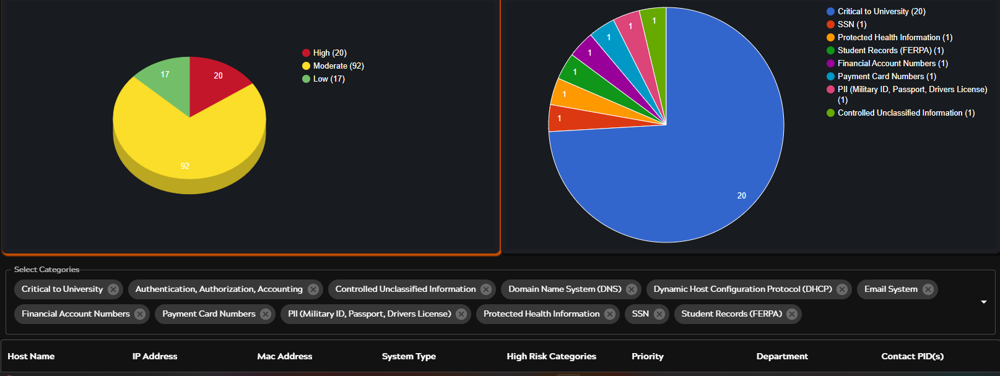 High (20)
Moderate (92)
Low (17)
17
20
92
Critical to University (20)
SSN (1)
Protected Health Information (1)
Student Records (FERPA) (1)
Financial Account Numbers (1)
Payment Card Numbers (1)
PII (Military ID, Passport, Drivers License)
(1)
Controlled Unclassified Information (1)
1
1
1
1
1
1
1
20
Select Categories
Critical to University Authentication, Authorization, Accounting Controlled Unclassified Information Domain Name System (DNS) Dynamic Host Configuration Protocol (DHCP) Email System
Financial Account Numbers Payment Card Numbers PII (Military ID, Passport, Drivers License) Protected Health Information SSN Student Records (FERPA)
Host Name IP Address Mac Address System Type High Risk Categories Priority Department Contact PID(s)